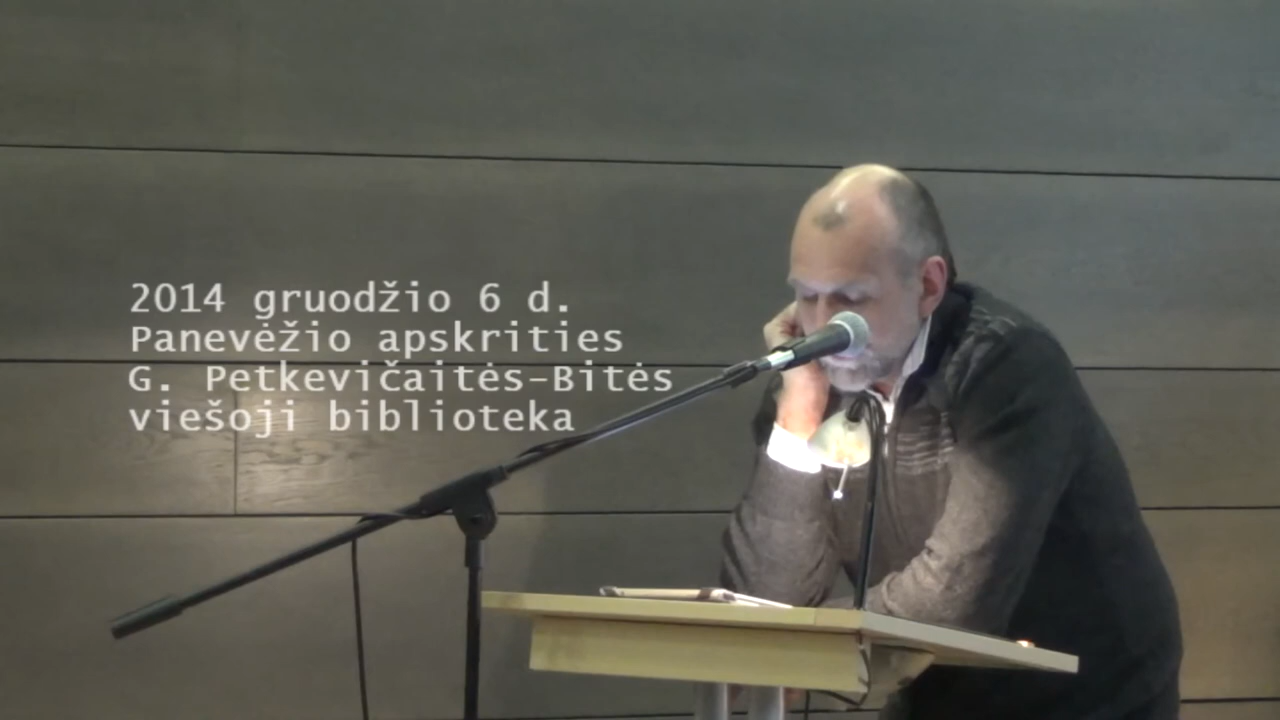 2014 gruodžio 6 d.
Panevėžio apskrities
G. Petkevičaitės-Bitės
viešoji biblioteka